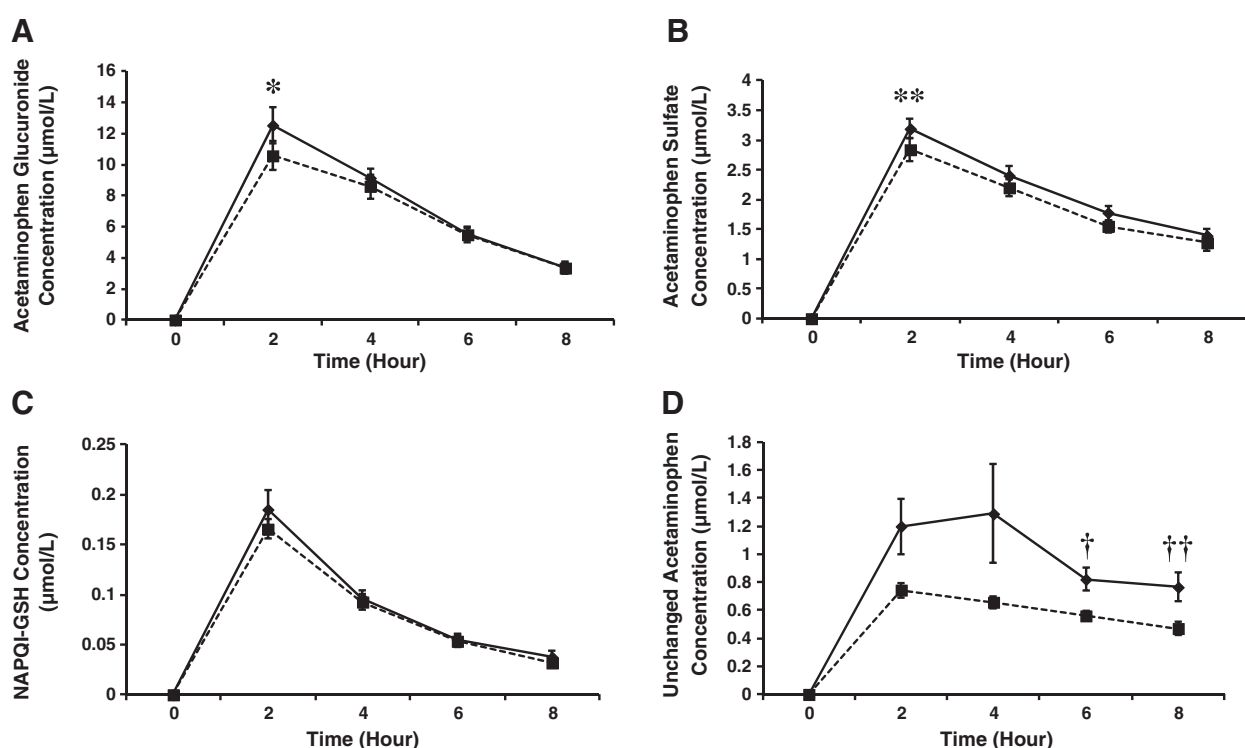 A
Acetaminophen Glucuronide
Concentration (μmol/L)
16
14
12
10
8
6
4
2
0
*
0 2 4 6 8
Time (Hour)
B
Acetaminophen Sulfate
Concentration (μmol/L)
4
3.5
3
2.5
2
1.5
1
0.5
0
**
0 2 4 6 8
Time (Hour)
C
NAPQI-GSH Concentration
(μmol/L)
0.25
0.2
0.15
0.1
0.05
0
0 2 4 6 8
Time (Hour)
D
Unchanged Acetaminophen
Concentration (μmol/L)
1.8
1.6
1.4
1.2
1
0.8
0.6
0.4
0.2
0
† ††
0 2 4 6 8
Time (Hour)